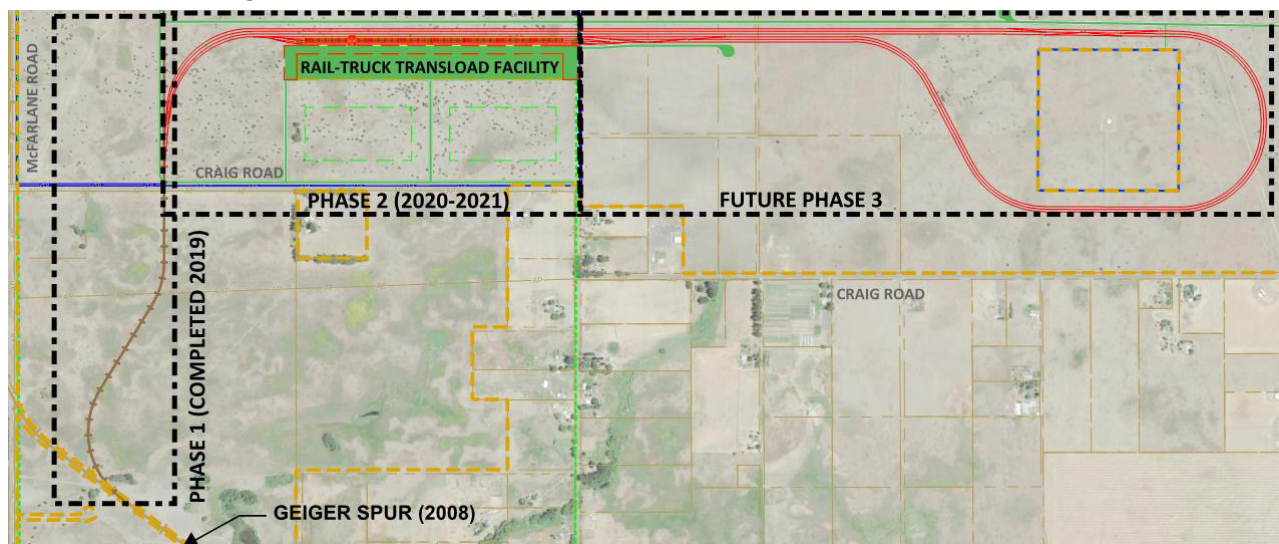 McFARLANE ROAD
RAIL-TRUCK TRANSLOAD FACILITY
CRAIG ROAD
PHASE 2 (2020-2021)
FUTURE PHASE 3
PHASE 1 (COMPLETED 2019)
CRAIG ROAD
GEIGER SPUR (2008)